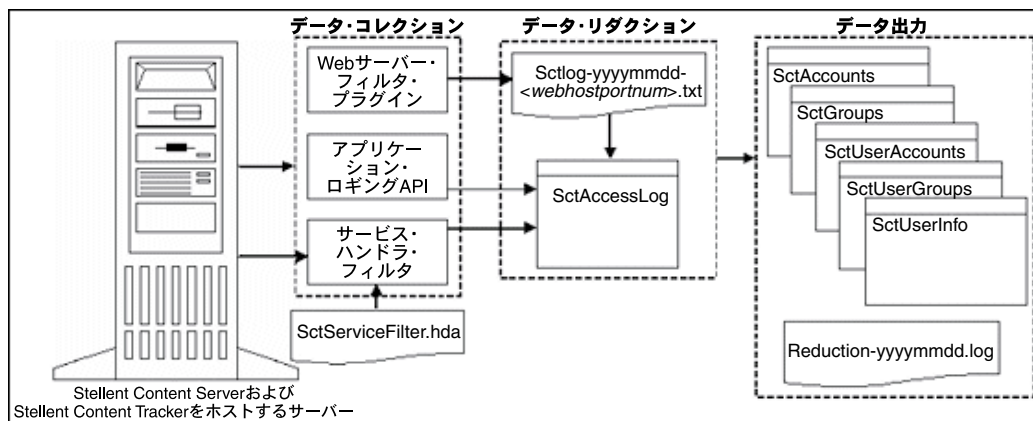 データ・コレクション
データ・リダクション
データ出力
Webサーバー・
フィルタ・
プラグイン
アプリケー
ション・
ロギングAPI
サービス・
ハンドラ・
フィルタ
SctServiceFilter.hda
Sctlog-yyyymmdd-
<webhostportnum>.txt
SctAccessLog
SctAccounts
SctGroups
SctUserAccounts
SctUserGroups
SctUserInfo
Reduction-yyyymmdd.log
Stellent Content Serverおよび
Stellent Content Trackerをホストするサーバー